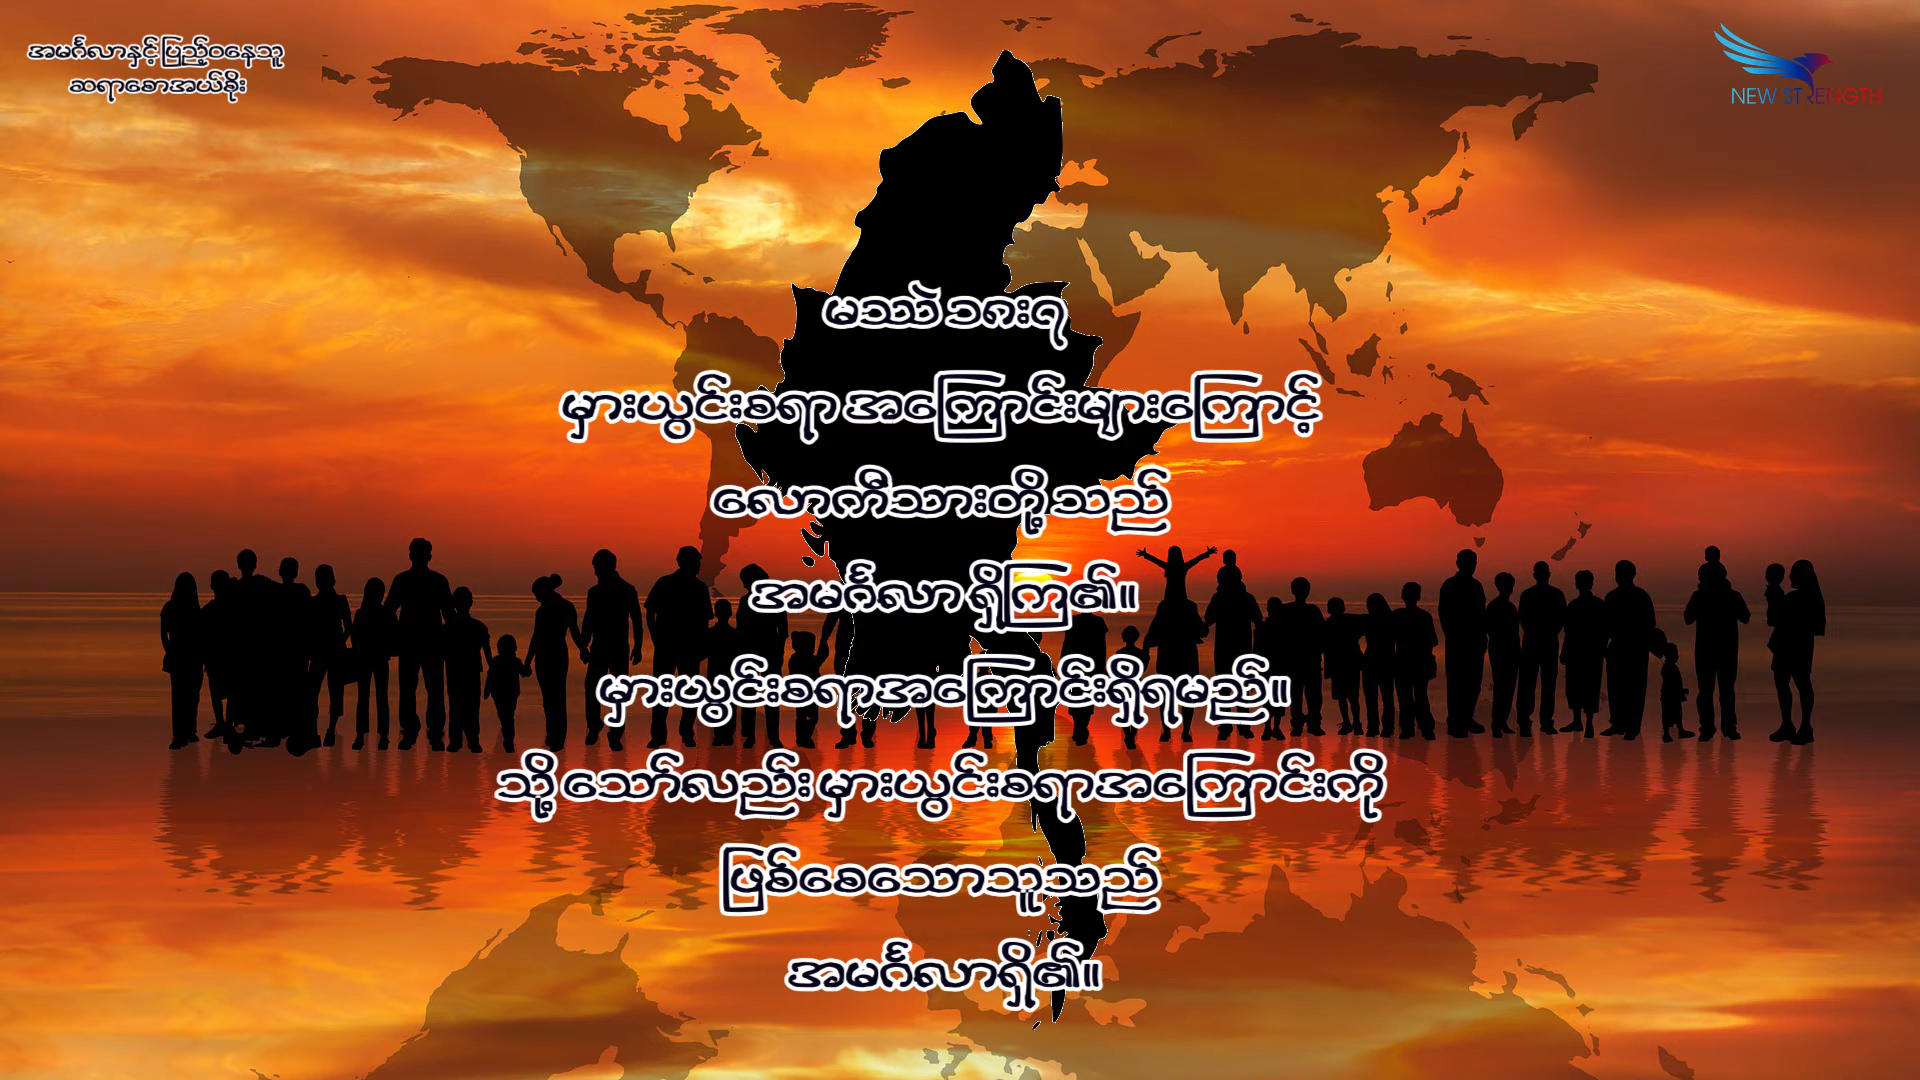 အမင်္ဂလာနှင့်ပြည့်ဝနေသူ
ဆရာစောအယ်စိုး
NEW STRENGTH
မဿဲ ၁၈း၇
မှားယွင်းစရာ အကြောင်းများကြောင့်
လောကီသားတို့သည်
အမင်္ဂလာ ရှိကြ၏။
မှားယွင်းစရာအကြောင်းရှိရမည်။
သို့ သော်လည်း မှားယွင်းစရာအကြောင်းကို
ဖြစ်စေသောသူသည်
အမင်္ဂလာရှိ၏။